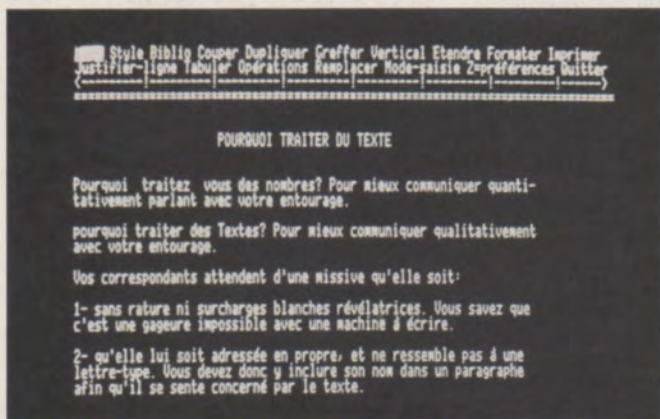 Style Biblio Couper Dupliquer Greffer Vertical Etendre Formater Imprimer
Justifier-ligne Tabuler Opérations Remplacer Mode-saisie 2=préférences Quitter
POURQUOI TRAITER DU TEXTE
Pourquoi traitez vous des nombres? Pour mieux communiquer quanti-
tativement parlant avec votre entourage.
pourquoi traiter des Textes? Pour mieux communiquer qualitativement
avec votre entourage.
Vos correspondants attendent d'une missive qu'elle soit:
1- sans rature ni surcharges blanches révélatrices. Vous savez que
c'est une gageure impossible avec une machine à écrire.
2- qu'elle lui soit adressée en propre, et ne ressemble pas à une
lettre-type. Vous devez donc y inclure son nom dans un paragraphe
afin qu'il se sente concerné par le texte.